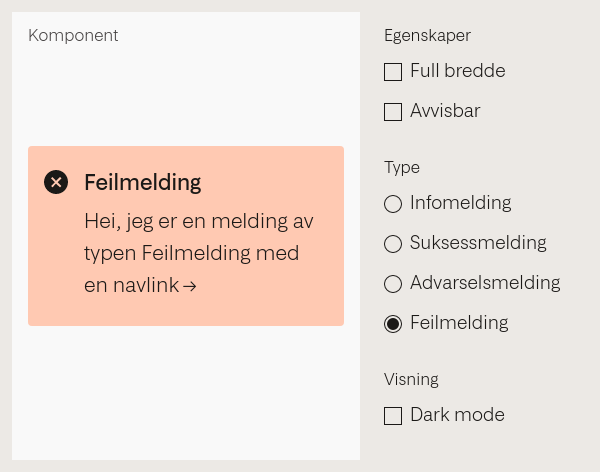 Komponent
Feilmelding
Hei, jeg er en melding av
typen Feilmelding med
en navlink →
Egenskaper
Full bredde
Avvisbar
Type
Infomelding
Suksessmelding
Advarselsmelding
Feilmelding
Visning
Dark mode